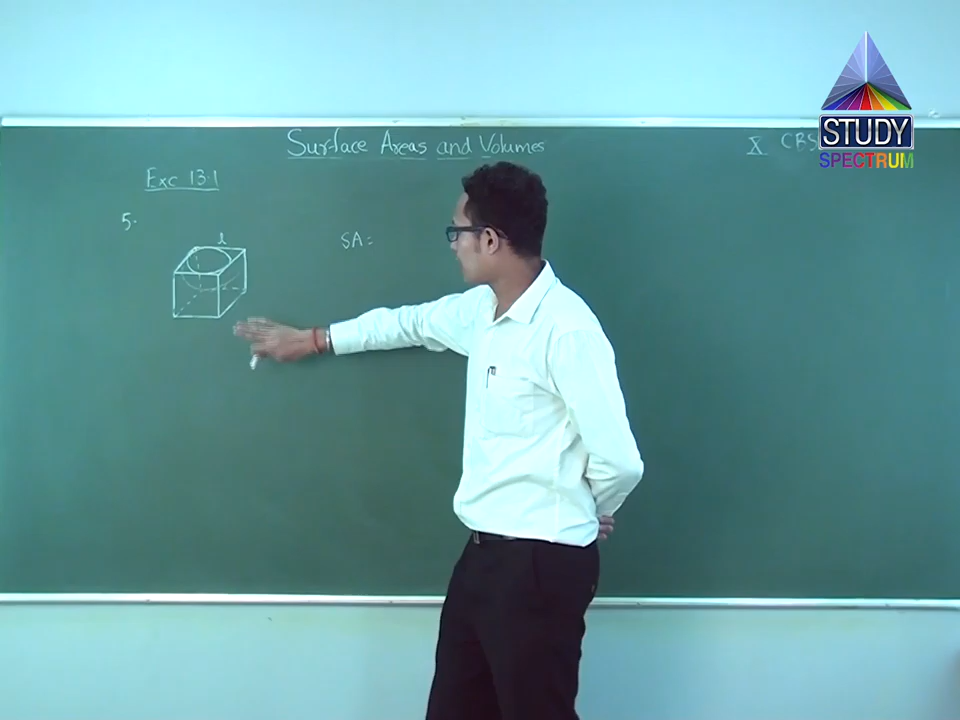 Surface Areas and Volumes
X CBS
STUDY
SPECTRUM
Exc 13.1
5.
l
SA: